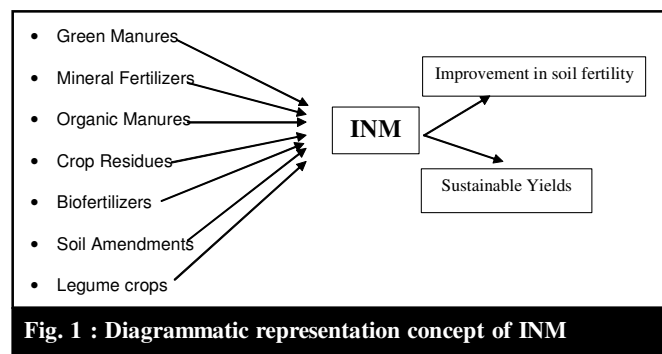 • Green Manures
• Mineral Fertilizers
• Organic Manures
• Crop Residues
• Biofertilizers
• Soil Amendments
• Legume crops
INM
Improvement in soil fertility
Sustainable Yields
Fig. 1 : Diagrammatic representation concept of INM